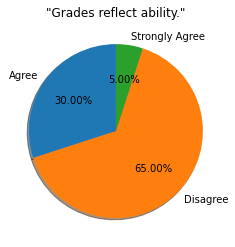 "Grades reflect ability."
Strongly Agree
5.00%
Agree
30.00%
65.00%
Disagree